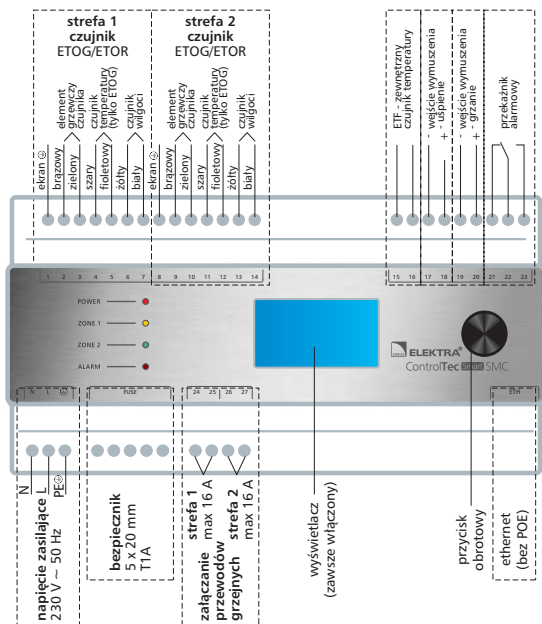 strefa 1
czujnik
ETOG/ETOR
strefa 2
czujnik
ETOG/ETOR
ekran
brązowy
element
grzewczy
czujnika
zielony
szary
czujnik
temperatury
(tylko ETOG)
fioletowy
żółty
czujnik
wilgoci
biały
ekran
brązowy
element
grzewczy
czujnika
zielony
szary
czujnik
temperatury
(tylko ETOG)
fioletowy
żółty
czujnik
wilgoci
biały
ETF - zewnętrzny
czujnik temperatury
- wejście wymuszenia
+ - uśpienie
- wejście wymuszenia
+ - grzanie
przekaźnik
alarmowy
1 2 3 4 5 6 7 8 9 10 11 12 13 14
15 16 17 18 19 20 21 22 23
POWER
ZONE 1
ZONE 2
ALARM
ELEKTRA®
ControlTec Smart SMC
N L
FUSE
24 25 26 27
ETH
N
L
PE
napięcie zasilające
230 V ~ 50 Hz
bezpiecznik
5 x 20 mm
T1A
strefa 1
max 16 A
strefa 2
max 16 A
załączanie
przewodów
grzejnych
wyświetlacz
(zawsze włączony)
przycisk
obrotowy
ethernet
(bez POE)